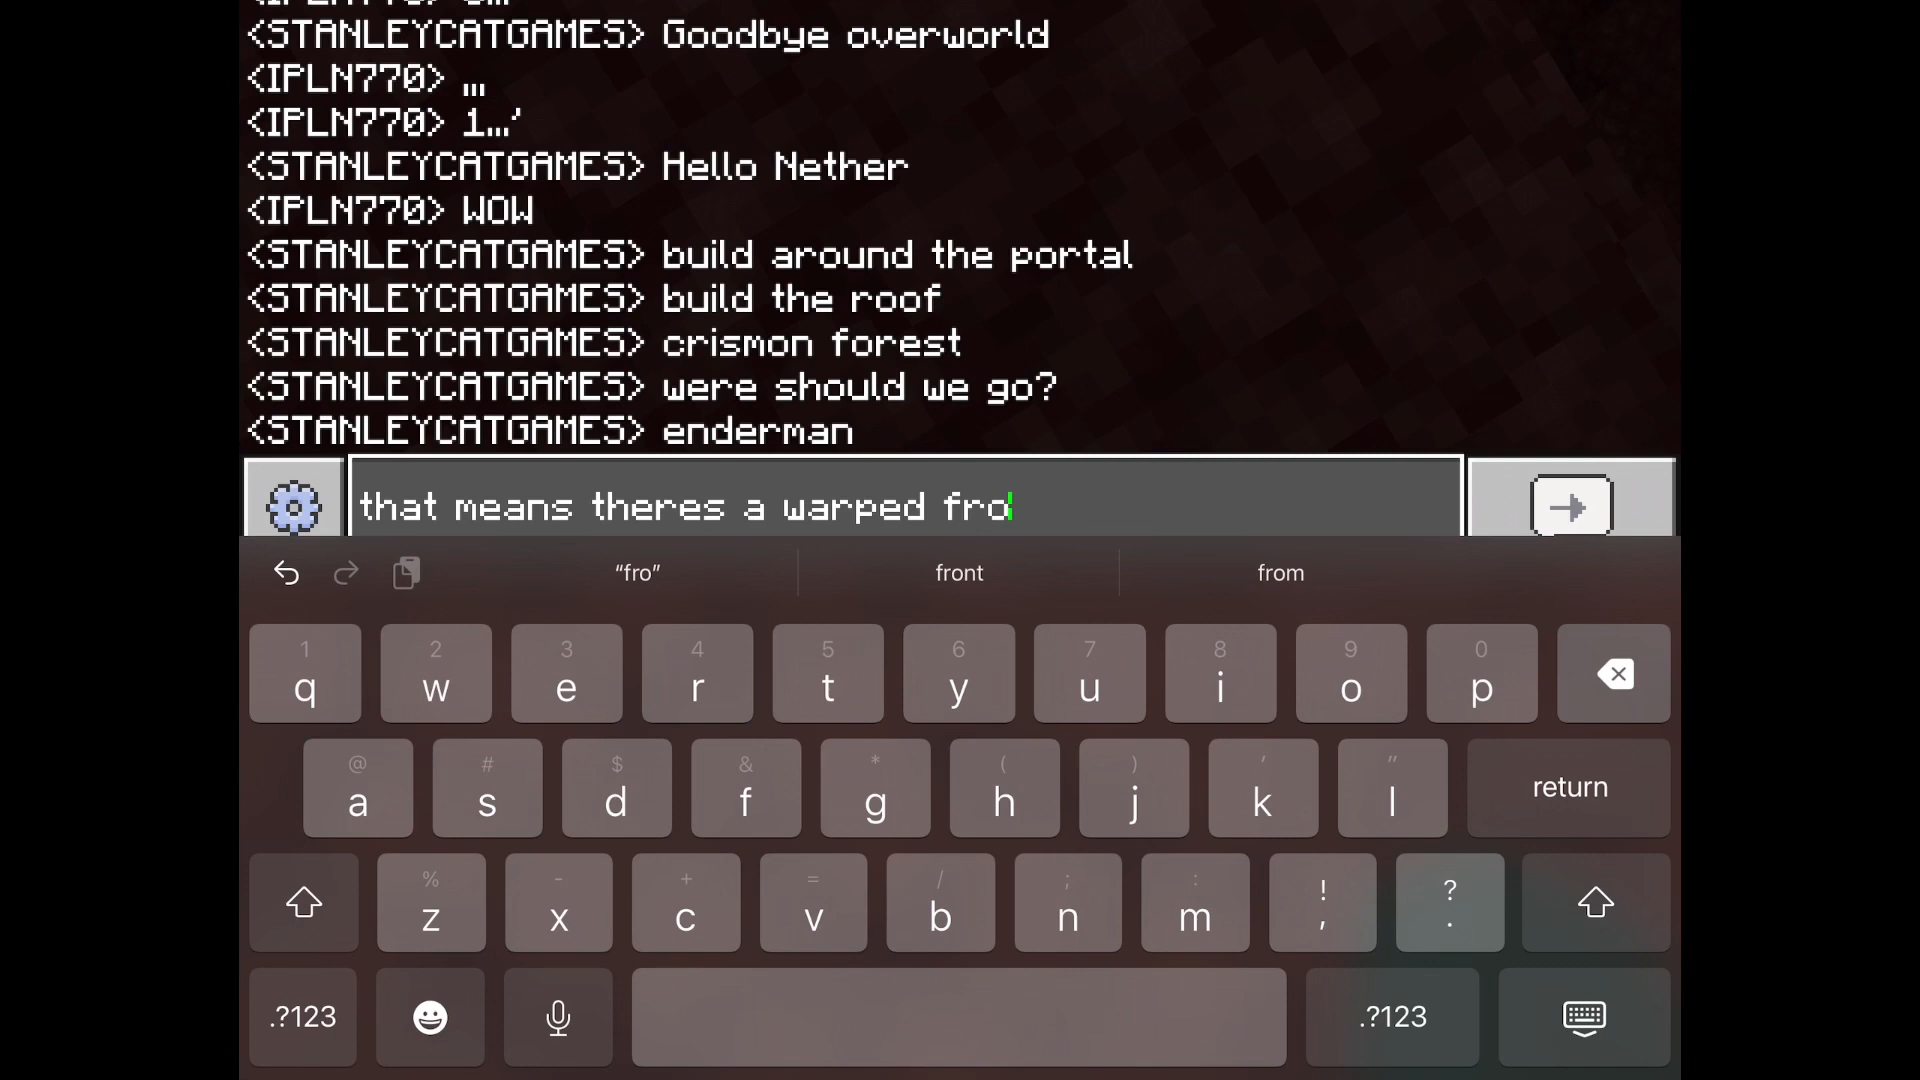 <STANLEYCATGAMES> Goodbye overworld
<IPLN770> ...
<IPLN770> 1...'
<STANLEYCATGAMES> Hello Nether
<IPLN770> WOW
<STANLEYCATGAMES> build around the portal
<STANLEYCATGAMES> build the roof
<STANLEYCATGAMES> crismon forest
<STANLEYCATGAMES> were should we go?
<STANLEYCATGAMES> enderman
that means theres a warped fro
“fro” front from
1 2 3 4 5 6 7 8 9 0
q w e r t y u i o p
@ # $ & * ( ) ' "
a s d f g h j k l return
% - + = / ; : ! ?
z x c v b n m , .
.?123 .?123